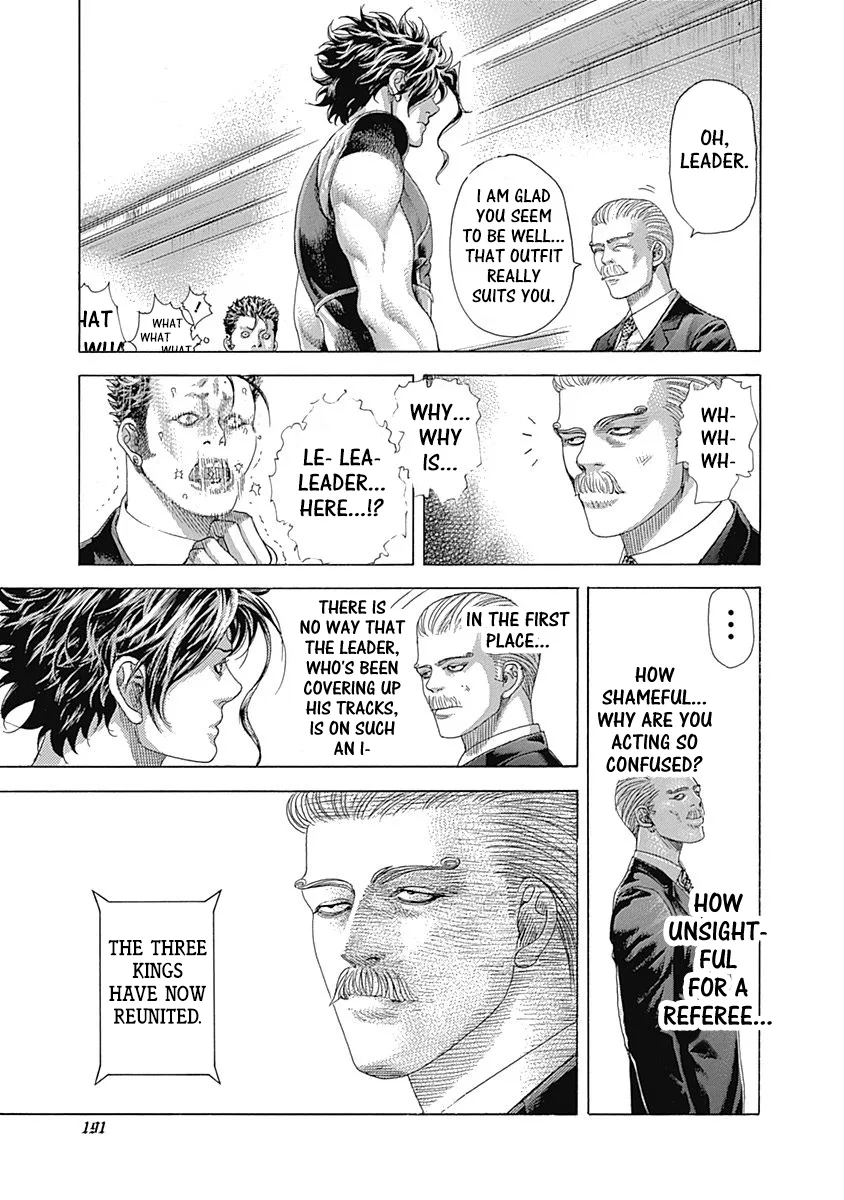 OH,
LEADER.
I AM GLAD
YOU SEEM
TO BE WELL...
THAT OUTFIT
REALLY
SUITS YOU.
!
WHAT
WHAT
WHAT
HAT
WHA
WH-
WH-
WH-
WHY...
WHY
IS...
LE- LEA-
LEADER...
HERE...!?
...
HOW
SHAMEFUL...
WHY ARE YOU
ACTING SO
CONFUSED?
HOW
UNSIGHT-
FUL
FOR A
REFEREE...
IN THE FIRST
PLACE...
THERE IS
NO WAY THAT
THE LEADER,
WHO'S BEEN
COVERING UP
HIS TRACKS,
IS ON SUCH
AN I-
THE THREE
KINGS
HAVE NOW
REUNITED.
191